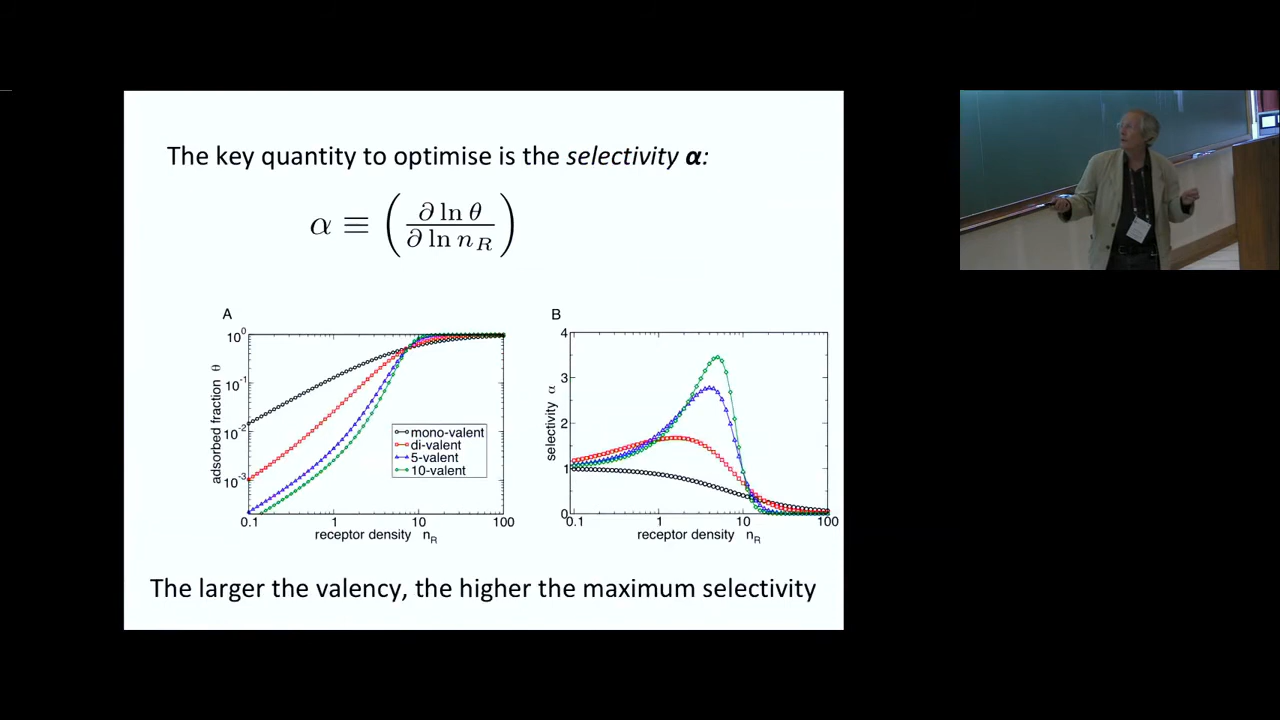 The key quantity to optimise is the selectivity α:
α ≡ ( ∂ ln θ / ∂ ln n_R )
A
B
10^0
10^-1
10^-2
10^-3
adsorbed fraction θ
mono-valent
di-valent
5-valent
10-valent
0.1 1 10 100
receptor density n_R
4
3
2
1
0
selectivity α
0.1 1 10 100
receptor density n_R
The larger the valency, the higher the maximum selectivity